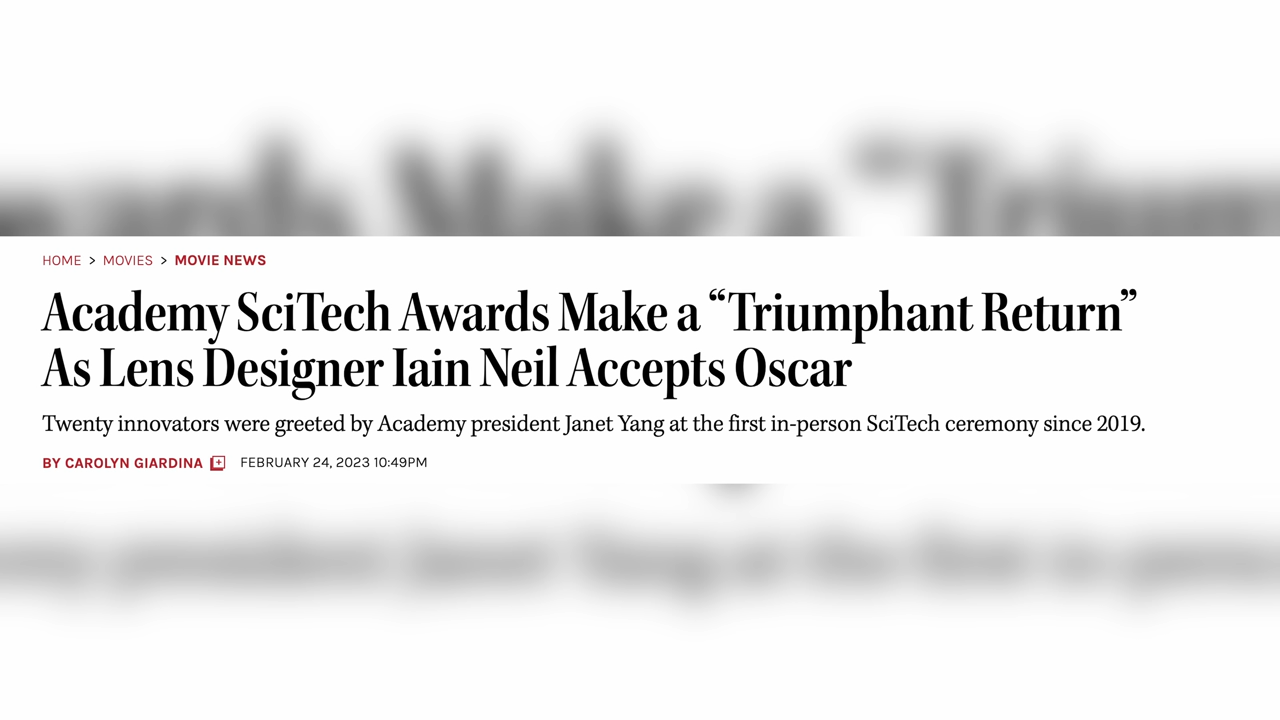 HOME > MOVIES > MOVIE NEWS
Academy SciTech Awards Make a “Triumphant Return”
As Lens Designer Iain Neil Accepts Oscar
Twenty innovators were greeted by Academy president Janet Yang at the first in-person SciTech ceremony since 2019.
BY CAROLYN GIARDINA FEBRUARY 24, 2023 10:49PM